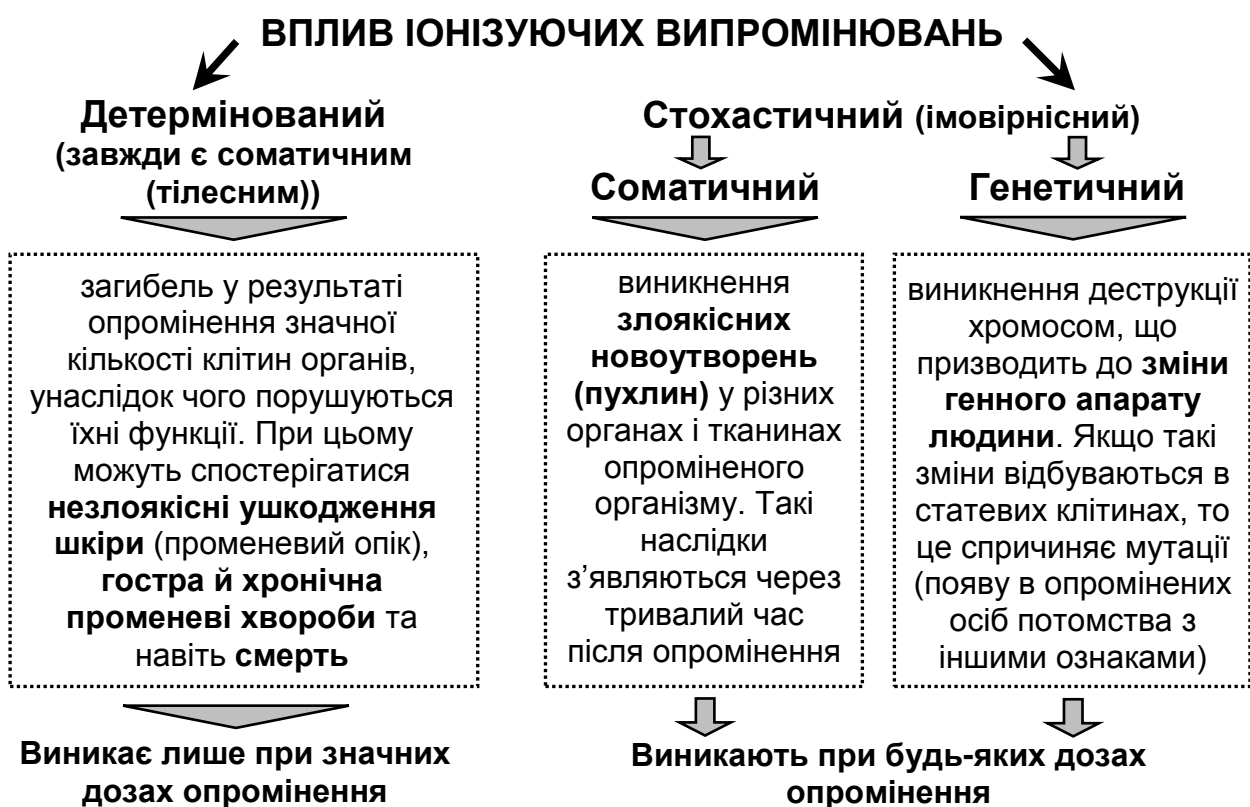 ВПЛИВ ІОНІЗУЮЧИХ ВИПРОМІНЮВАНЬ
Детермінований
(завжди є соматичним
(тілесним))
загибель у результаті
опромінення значної
кількості клітин органів,
унаслідок чого порушуються
їхні функції. При цьому
можуть спостерігатися
незлоякісні ушкодження
шкіри (променевий опік),
гостра й хронічна
променеві хвороби та
навіть смерть
Виникає лише при значних
дозах опромінення
Стохастичний (імовірнісний)
Соматичний
виникнення
злоякісних
новоутворень
(пухлин) у різних
органах і тканинах
опроміненого
організму. Такі
наслідки
з’являються через
тривалий час
після опромінення
Генетичний
виникнення деструкції
хромосом, що
призводить до зміни
генного апарату
людини. Якщо такі
зміни відбуваються в
статевих клітинах, то
це спричиняє мутації
(появу в опромінених
осіб потомства з
іншими ознаками)
Виникають при будь-яких дозах
опромінення